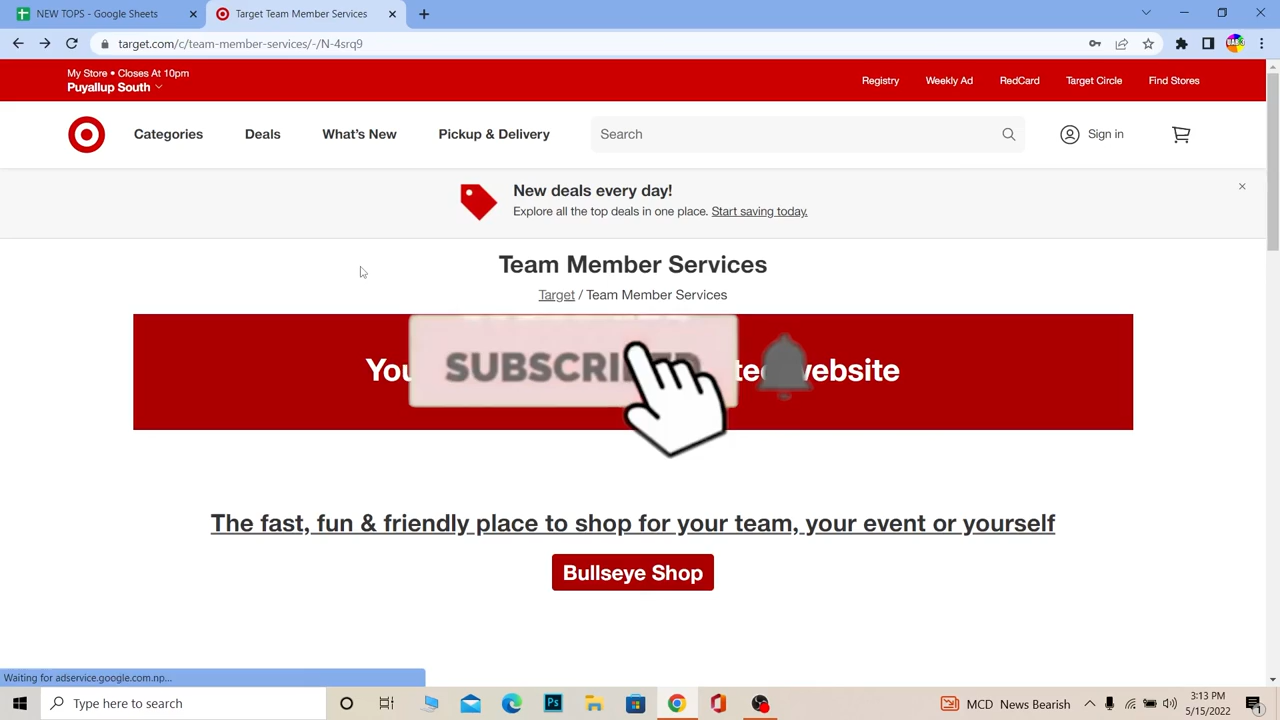 NEW TOPS - Google Sheets
Target Team Member Services
target.com/c/team-member-services/-/N-4srq9
My Store • Closes At 10pm
Puyallup South
Registry
Weekly Ad
RedCard
Target Circle
Find Stores
Categories
Deals
What's New
Pickup & Delivery
Search
Sign in
New deals every day!
Explore all the top deals in one place. Start saving today.
Team Member Services
Target / Team Member Services
website
The fast, fun & friendly place to shop for your team, your event or yourself
Bullseye Shop
Waiting for adservice.google.com.np...
Type here to search
Ps
MCD News Bearish
3:13 PM
5/15/2022
1